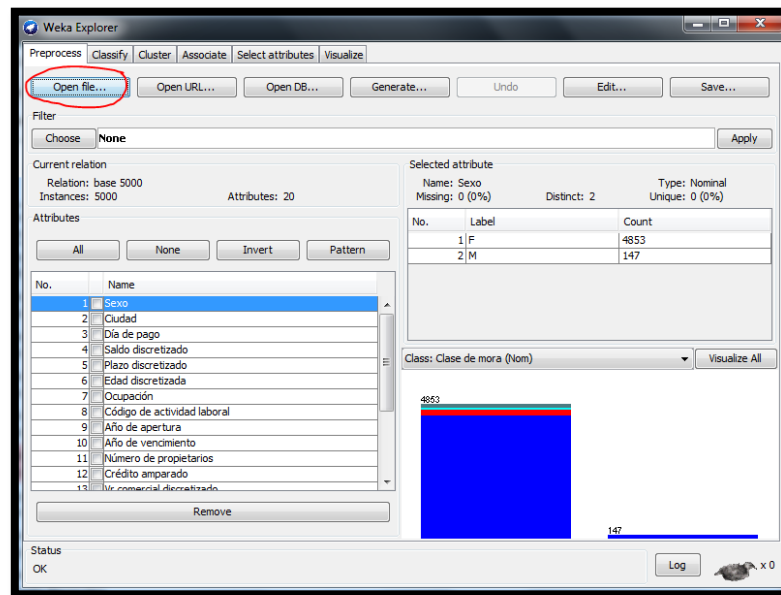 Weka Explorer
Preprocess Classify Cluster Associate Select attributes Visualize
Open file... Open URL... Open DB... Generate... Undo Edit... Save...
Filter
Choose None Apply
Current relation
Relation: base 5000
Instances: 5000 Attributes: 20
Attributes
All None Invert Pattern
No. Name
1 Sexo
2 Ciudad
3 Día de pago
4 Saldo discretizado
5 Plazo discretizado
6 Edad discretizada
7 Ocupación
8 Código de actividad laboral
9 Año de apertura
10 Año de vencimiento
11 Número de propietarios
12 Crédito amparado
13 Vr comercial discretizado
Remove
Selected attribute
Name: Sexo Type: Nominal
Missing: 0 (0%) Distinct: 2 Unique: 0 (0%)
No. Label Count
1 F 4853
2 M 147
Class: Clase de mora (Nom) Visualize All
4853
147
Status
OK
Log x 0